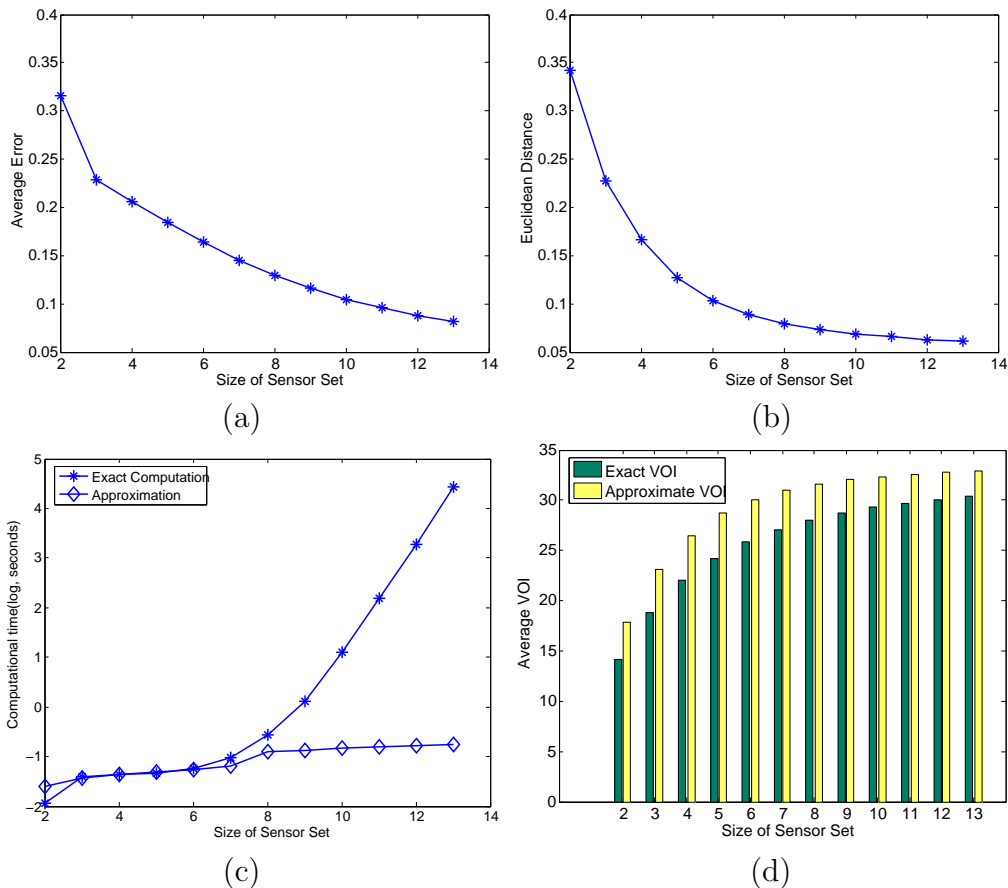 0.4
0.35
0.3
0.25
0.2
0.15
0.1
0.05
Average Error
2 4 6 8 10 12 14
Size of Sensor Set
(a)
0.4
0.35
0.3
0.25
0.2
0.15
0.1
0.05
Euclidean Distance
2 4 6 8 10 12 14
Size of Sensor Set
(b)
5
4
3
2
1
0
−1
−2
Computational time(log, seconds)
Exact Computation
Approximation
2 4 6 8 10 12 14
Size of Sensor Set
(c)
35
30
25
20
15
10
5
0
Average VOI
Exact VOI
Approximate VOI
2 3 4 5 6 7 8 9 10 11 12 13
Size of Sensor Set
(d)